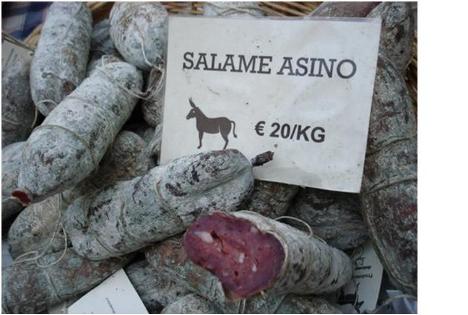 SALAME ASINO
€ 20/KG